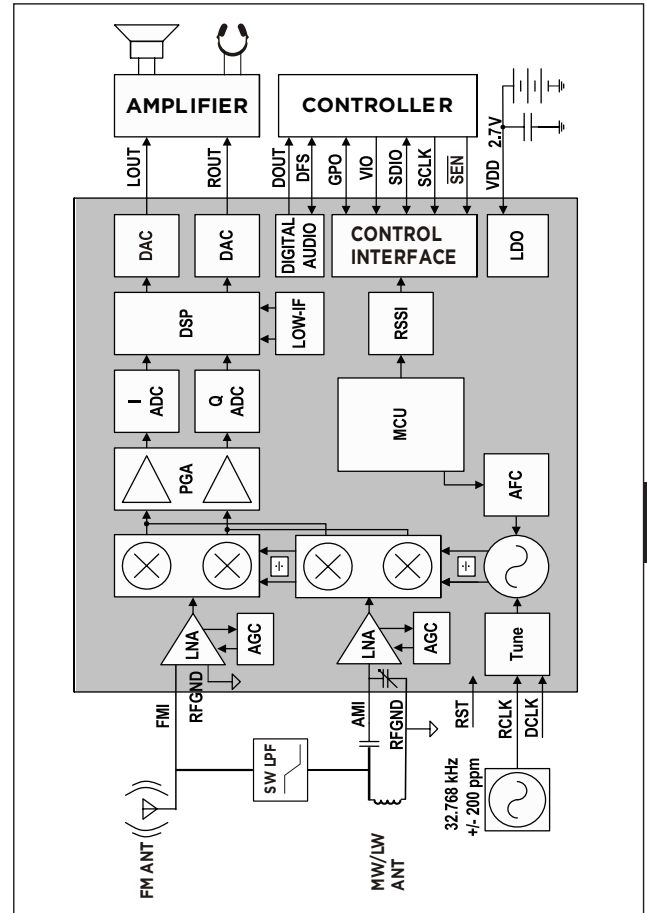 AMPLIFIER
CONTROLLER
LOUT
ROUT
DOUT
DFS
GPO
VIO
SDIO
SCLK
SEN
VDD
2.7V
DAC
DAC
DIGITAL
AUDIO
CONTROL
INTERFACE
LDO
DSP
LOW-IF
RSSI
I
ADC
Q
ADC
MCU
PGA
AFC
LNA
AGC
LNA
AGC
Tune
FMI
RFGND
AMI
RFGND
RST
RCLK
DCLK
SW LPF
32.768 kHz
+/- 200 ppm
FM ANT
MW/LW
ANT